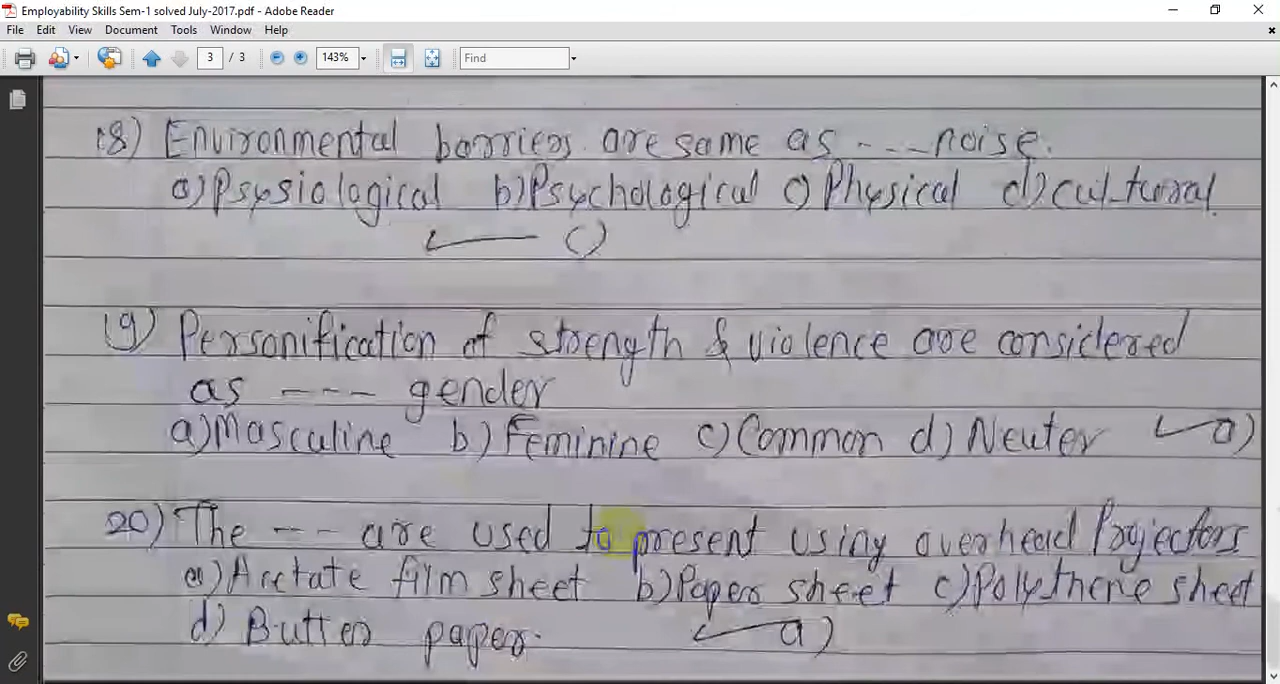 Employability Skills Sem-1 solved July-2017.pdf - Adobe Reader
File Edit View Document Tools Window Help
3 / 3 143% Find
18) Environmental barriers are same as --- noise.
a) Psysiological b) Psychological c) Physical d) cultural
c)
19) Personification of strength & violence are considered
as --- gender
a) Masculine b) Feminine c) Common d) Neuter a)
20) The --- are used to present using overhead Projectors
a) Acetate film sheet b) Paper sheet c) Polythene sheet
d) Butter paper. a)